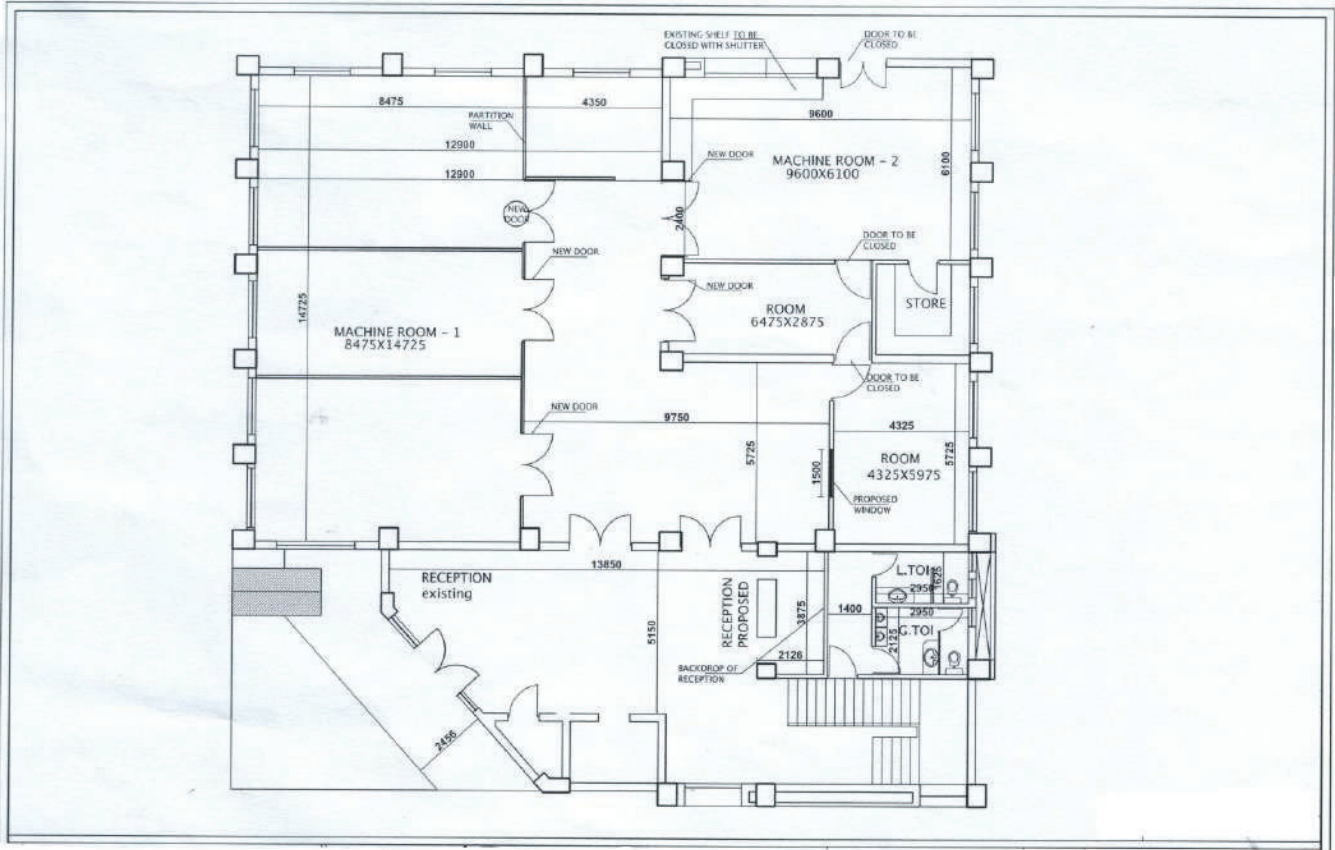 EXISTING SHELF TO BE
CLOSED WITH SHUTTER
DOOR TO BE
CLOSED
8475
4350
PARTITION
WALL
9600
12900
12900
NEW DOOR
MACHINE ROOM - 2
9600X6100
6100
NEW
DOOR
2400
DOOR TO BE
CLOSED
NEW DOOR
NEW DOOR
14725
ROOM
6475X2875
STORE
MACHINE ROOM - 1
8475X14725
DOOR TO BE
CLOSED
NEW DOOR
9750
4325
5725
1500
5725
ROOM
4325X5975
PROPOSED
WINDOW
13850
RECEPTION
existing
L.TOI
1625
2950
RECEPTION
PROPOSED
3875
1400
2950
G.TOI
2125
5150
2126
BACKDROP OF
RECEPTION
2456